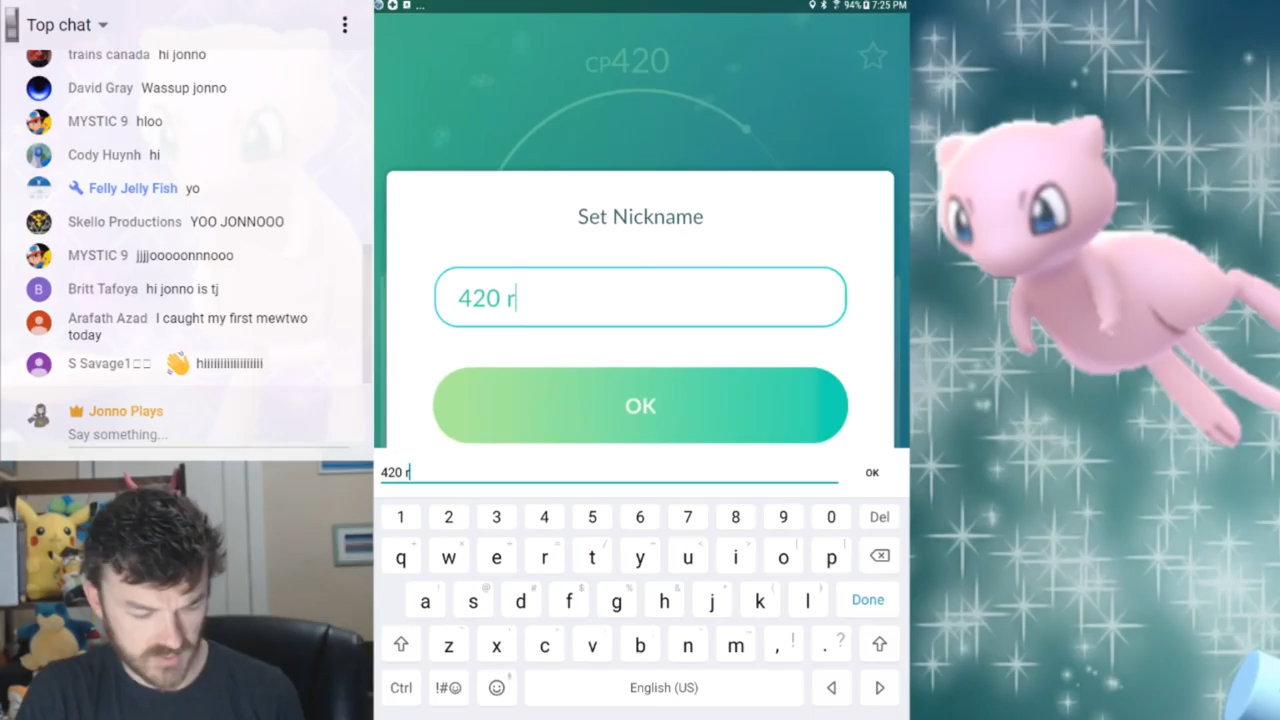 Top chat
trains canada hi jonno
David Gray Wassup jonno
MYSTIC 9 hloo
Cody Huynh hi
Felly Jelly Fish yo
Skello Productions YOO JONNOOO
MYSTIC 9 jjjjooooonnnooo
Britt Tafoya hi jonno is tj
Arafath Azad I caught my first mewtwo
today
S Savage1 👋 hiiiiiiiiiiiiiiiii
Jonno Plays
Say something...
... 94% 7:25 PM
CP420
Set Nickname
420 r
OK
420 r OK
1 2 3 4 5 6 7 8 9 0 Del
q w e r t y u i o p
a s d f g h j k l Done
z x c v b n m , ! . ?
Ctrl !#☺ English (US)